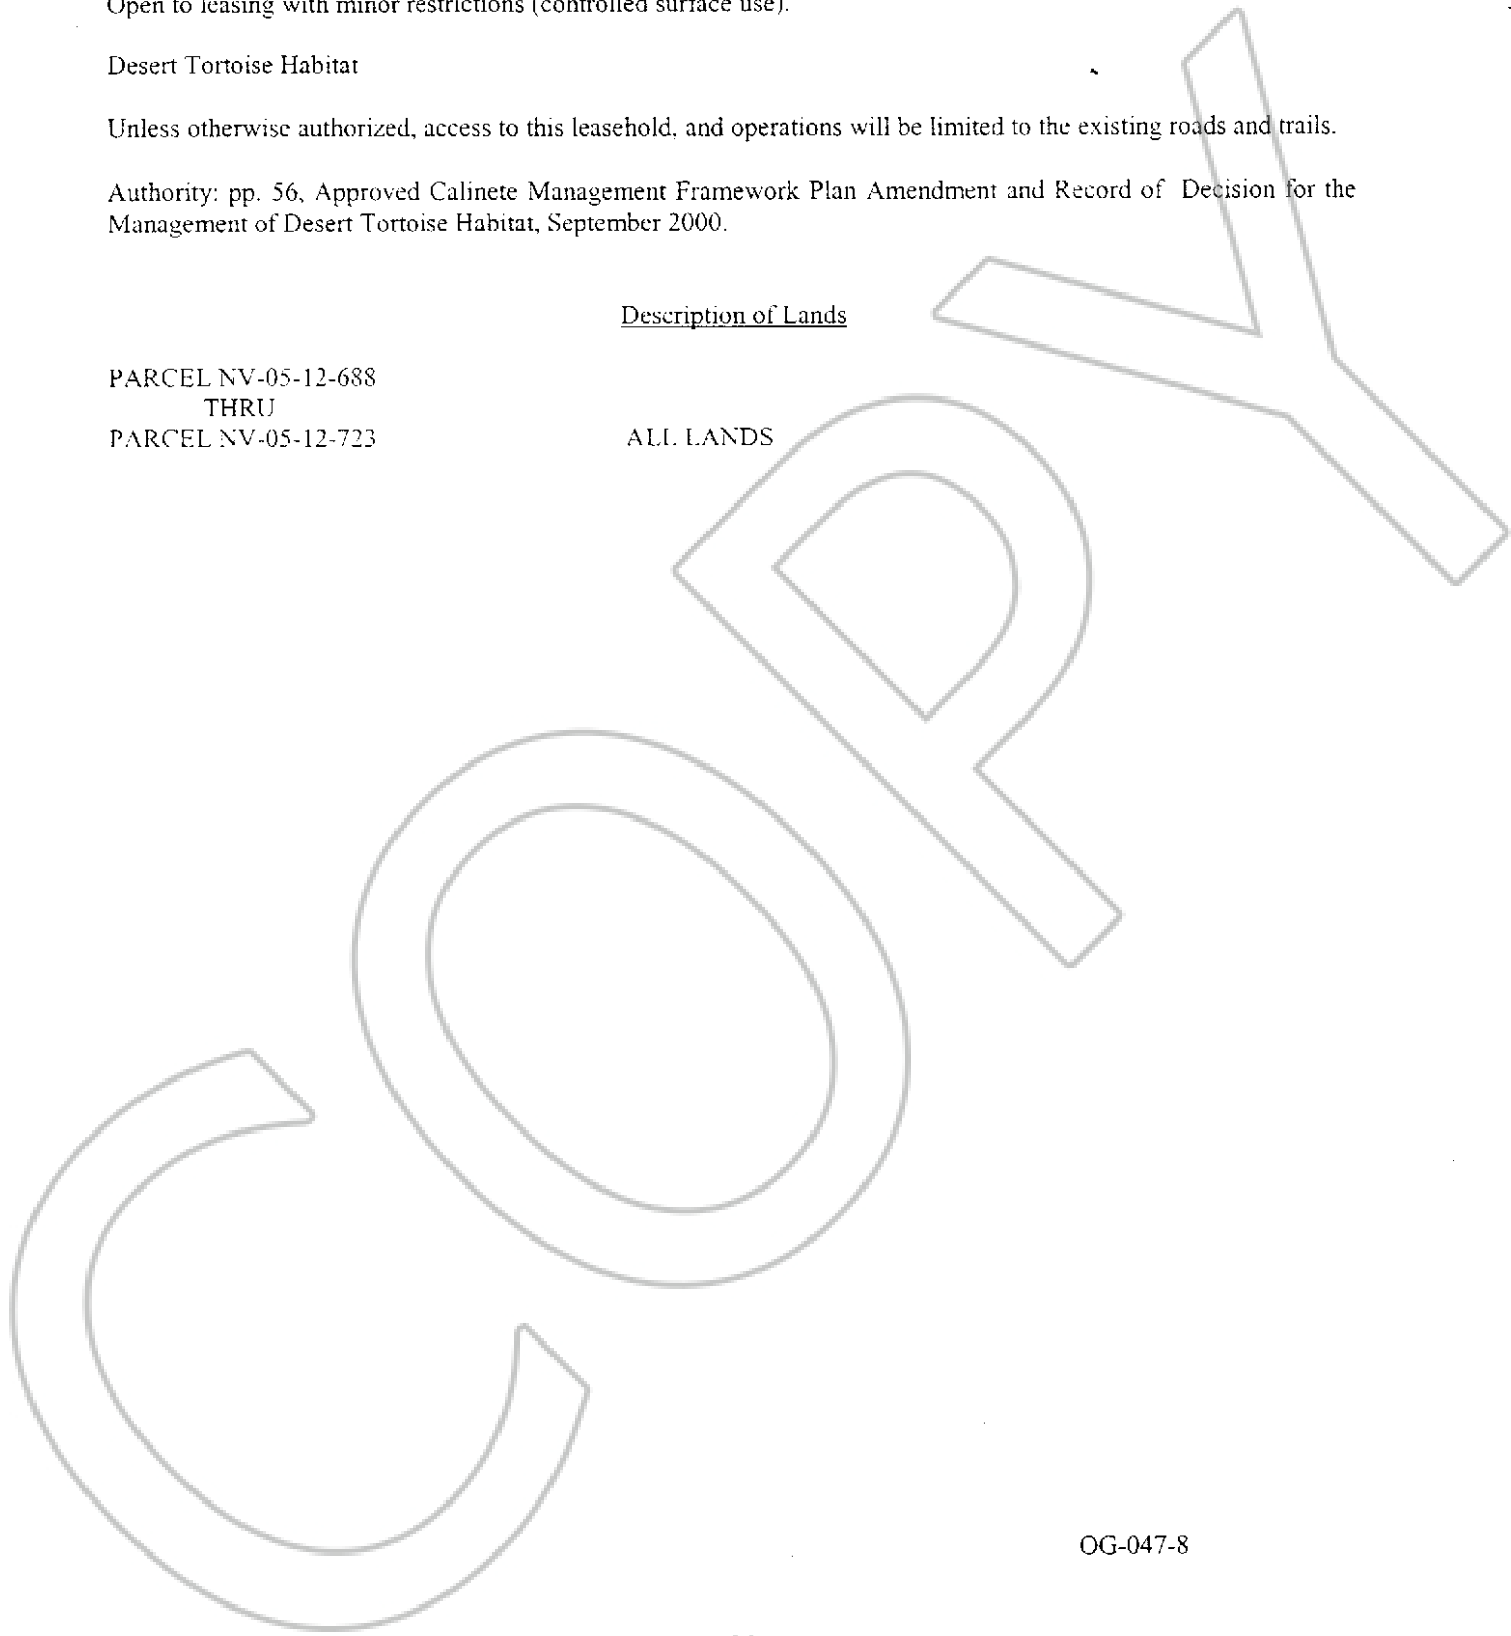 Open to leasing with minor restrictions (controlled surface use).
Desert Tortoise Habitat
Unless otherwise authorized, access to this leasehold, and operations will be limited to the existing roads and trails.
Authority: pp. 56, Approved Calinete Management Framework Plan Amendment and Record of Decision for the
Management of Desert Tortoise Habitat, September 2000.
Description of Lands
PARCEL NV-05-12-688
THRU
PARCEL NV-05-12-723 ALL LANDS
COPY
OG-047-8